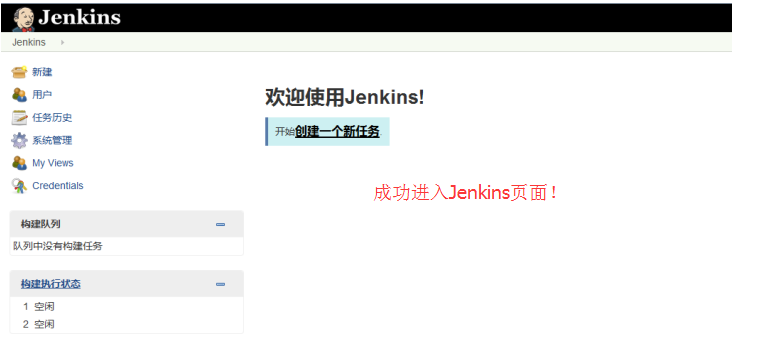 Jenkins
Jenkins
新建
用户
任务历史
系统管理
My Views
Credentials
构建队列
队列中没有构建任务
构建执行状态
1 空闲
2 空闲
欢迎使用Jenkins!
开始创建一个新任务.
成功进入Jenkins页面！